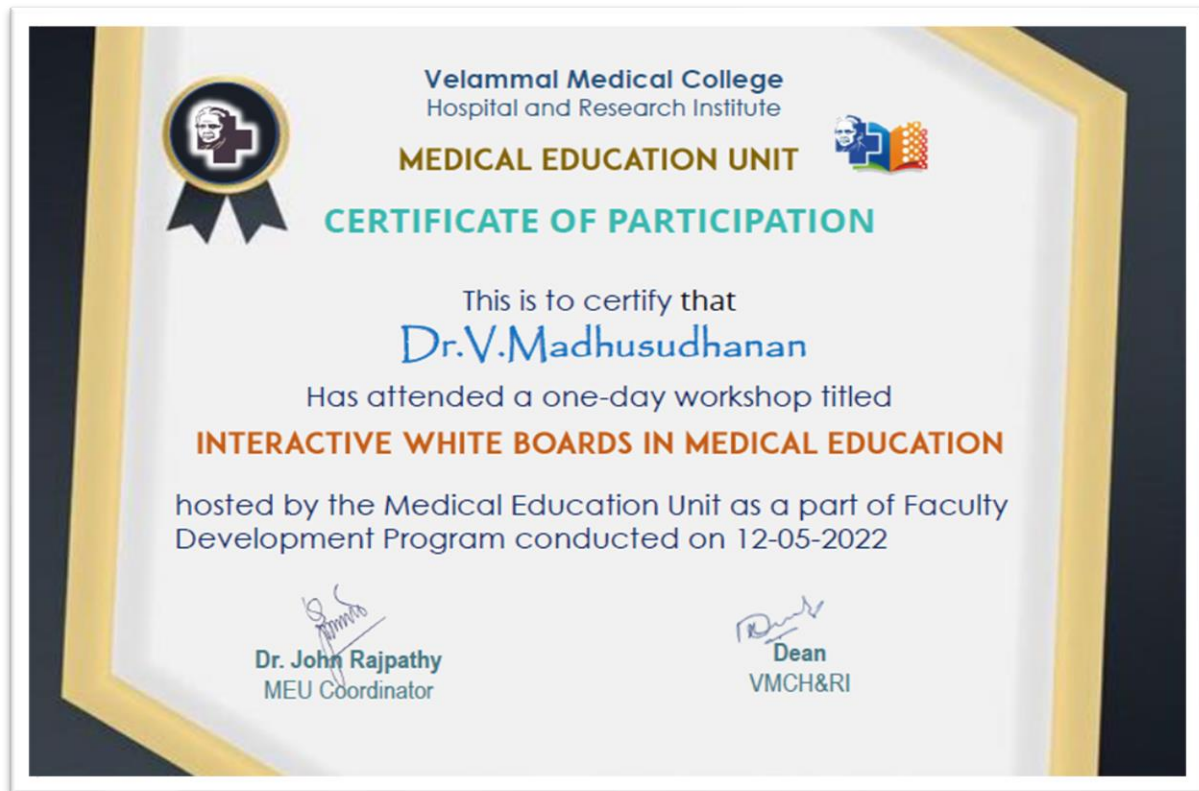 Velammal Medical College
Hospital and Research Institute
MEDICAL EDUCATION UNIT
CERTIFICATE OF PARTICIPATION
This is to certify that
Dr.V.Madhusudhanan
Has attended a one-day workshop titled
INTERACTIVE WHITE BOARDS IN MEDICAL EDUCATION
hosted by the Medical Education Unit as a part of Faculty
Development Program conducted on 12-05-2022
Dr. John Rajpathy
MEU Coordinator
Dean
VMCH&RI